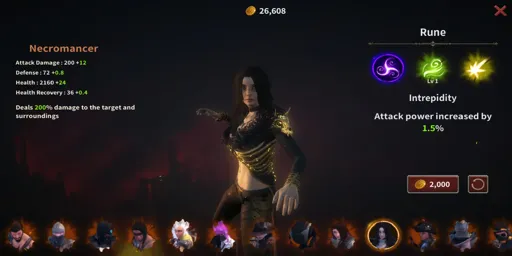 26,608
Necromancer
Attack Damage : 200 +12
Defense : 72 +0.8
Health : 2160 +24
Health Recovery : 36 +0.4
Deals 200% damage to the target and
surroundings
Rune
Lv 1
Intrepidity
Attack power increased by
1.5%
2,000